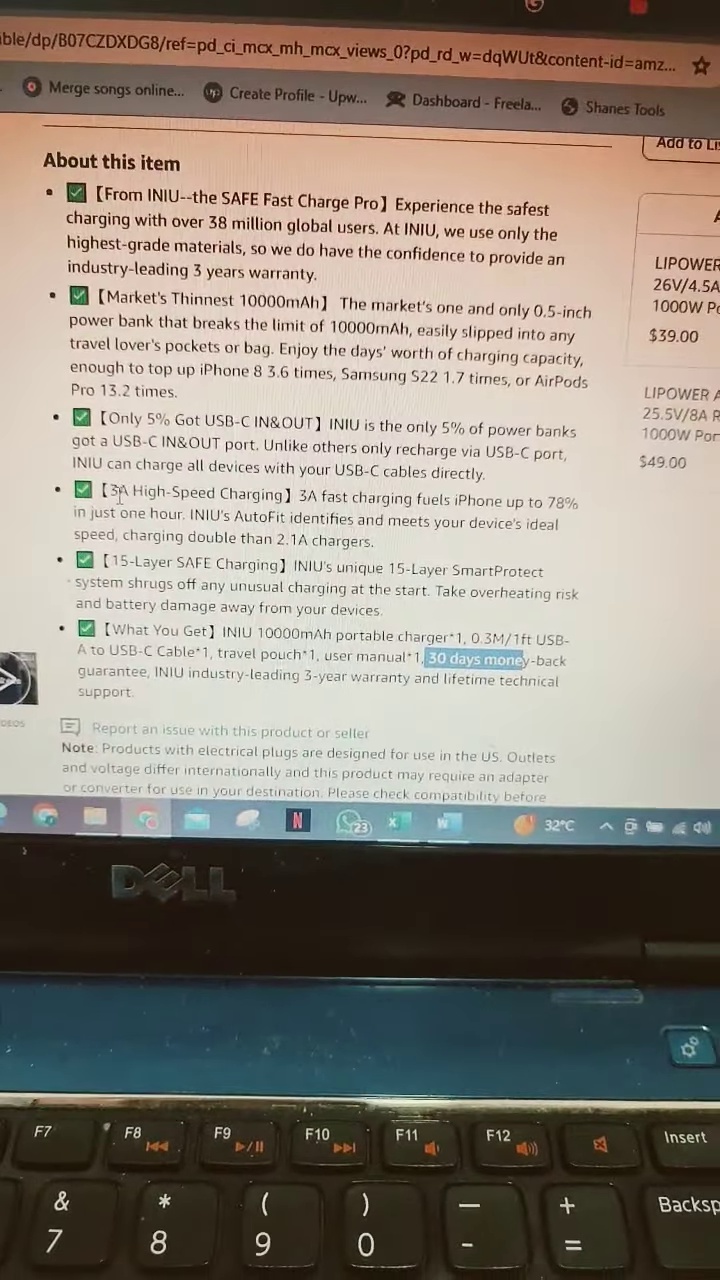 ble/dp/B07CZDXDG8/ref=pd_ci_mcx_mh_mcx_views_0?pd_rd_w=dqWUt&content-id=amz...
Merge songs online...
Create Profile - Upw...
Dashboard - Freela...
Shanes Tools
Add to Li
About this item
【From INIU--the SAFE Fast Charge Pro】Experience the safest
charging with over 38 million global users. At INIU, we use only the
highest-grade materials, so we do have the confidence to provide an
industry-leading 3 years warranty.
【Market's Thinnest 10000mAh】 The market's one and only 0.5-inch
power bank that breaks the limit of 10000mAh, easily slipped into any
travel lover's pockets or bag. Enjoy the days' worth of charging capacity,
enough to top up iPhone 8 3.6 times, Samsung S22 1.7 times, or AirPods
Pro 13.2 times.
【Only 5% Got USB-C IN&OUT】INIU is the only 5% of power banks
got a USB-C IN&OUT port. Unlike others only recharge via USB-C port,
INIU can charge all devices with your USB-C cables directly.
【3A High-Speed Charging】3A fast charging fuels iPhone up to 78%
in just one hour. INIU's AutoFit identifies and meets your device's ideal
speed, charging double than 2.1A chargers.
【15-Layer SAFE Charging】INIU's unique 15-Layer SmartProtect
system shrugs off any unusual charging at the start. Take overheating risk
and battery damage away from your devices.
【What You Get】INIU 10000mAh portable charger*1, 0.3M/1ft USB-
A to USB-C Cable*1, travel pouch*1, user manual*1, 30 days money-back
guarantee, INIU industry-leading 3-year warranty and lifetime technical
support.
Report an issue with this product or seller
Note: Products with electrical plugs are designed for use in the US. Outlets
and voltage differ internationally and this product may require an adapter
or converter for use in your destination. Please check compatibility before
LIPOWER
26V/4.5A
1000W Po
$39.00
LIPOWER A
25.5V/8A R
1000W Por
$49.00
DEOS
N
23
X
W
32°C
DELL
F7
F8
F9
F10
F11
F12
Insert
&
7
*
8
(
9
)
0
—
-
+
=
Backsp